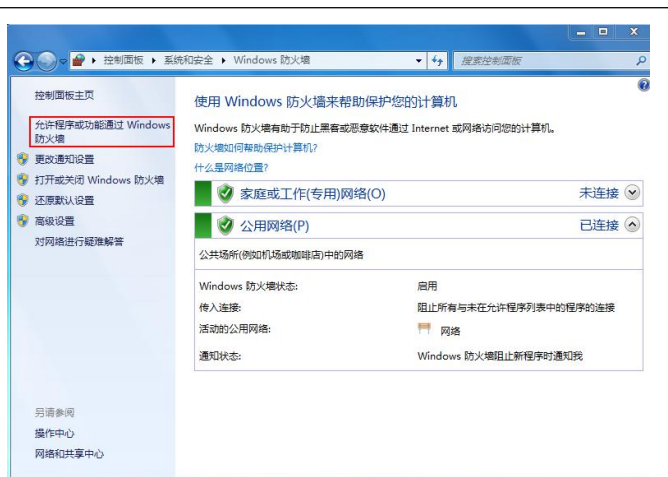 控制面板 ▸ 系统和安全 ▸ Windows 防火墙
搜索控制面板
控制面板主页
允许程序或功能通过 Windows
防火墙
更改通知设置
打开或关闭 Windows 防火墙
还原默认设置
高级设置
对网络进行疑难解答
另请参阅
操作中心
网络和共享中心
使用 Windows 防火墙来帮助保护您的计算机
Windows 防火墙有助于防止黑客或恶意软件通过 Internet 或网络访问您的计算机。
防火墙如何帮助保护计算机?
什么是网络位置?
家庭或工作(专用)网络(O) 未连接
公用网络(P) 已连接
公共场所(例如机场或咖啡店)中的网络
Windows 防火墙状态: 启用
传入连接: 阻止所有与未在允许程序列表中的程序的连接
活动的公用网络: 网络
通知状态: Windows 防火墙阻止新程序时通知我